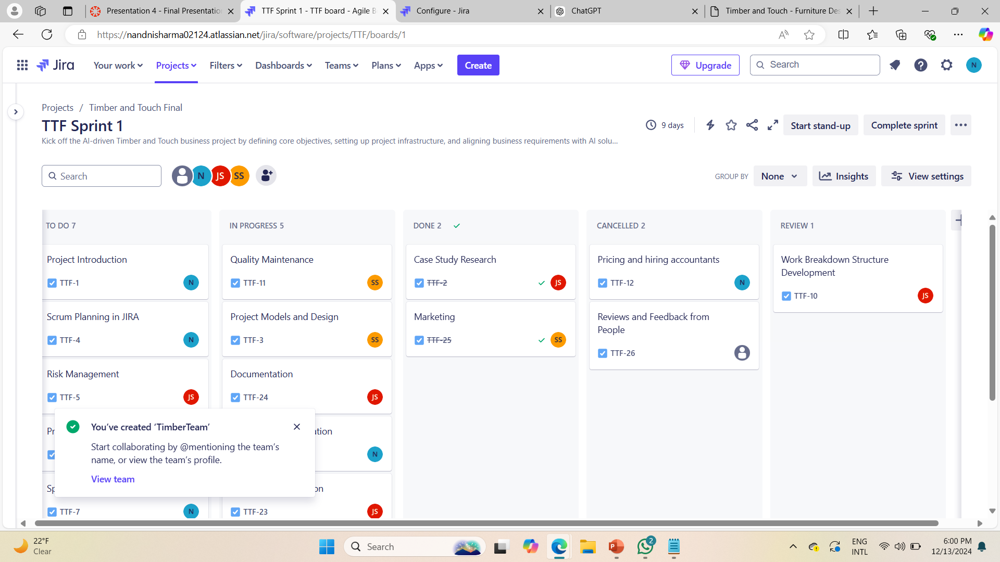 Presentation 4 - Final Presentatio
TTF Sprint 1 - TTF board - Agile B
Configure - Jira
ChatGPT
Timber and Touch - Furniture Des
https://nandnisharma02124.atlassian.net/jira/software/projects/TTF/boards/1
Jira
Your work
Projects
Filters
Dashboards
Teams
Plans
Apps
Create
Upgrade
Search
N
Projects / Timber and Touch Final
TTF Sprint 1
Kick off the AI-driven Timber and Touch business project by defining core objectives, setting up project infrastructure, and aligning business requirements with AI solu...
9 days
Start stand-up
Complete sprint
Search
N
JS
SS
GROUP BY
None
Insights
View settings
TO DO 7
Project Introduction
TTF-1
N
Scrum Planning in JIRA
TTF-4
N
Risk Management
TTF-5
JS
Pr
Sp
TTF-7
N
IN PROGRESS 5
Quality Maintenance
TTF-11
SS
Project Models and Design
TTF-3
SS
Documentation
TTF-24
JS
ation
N
on
TTF-23
JS
DONE 2
Case Study Research
TTF-2
JS
Marketing
TTF-25
SS
CANCELLED 2
Pricing and hiring accountants
TTF-12
N
Reviews and Feedback from
People
TTF-26
REVIEW 1
Work Breakdown Structure
Development
TTF-10
JS
You've created ‘TimberTeam’
Start collaborating by @mentioning the team's
name, or view the team's profile.
View team
22°F
Clear
Search
2
ENG
INTL
6:00 PM
12/13/2024